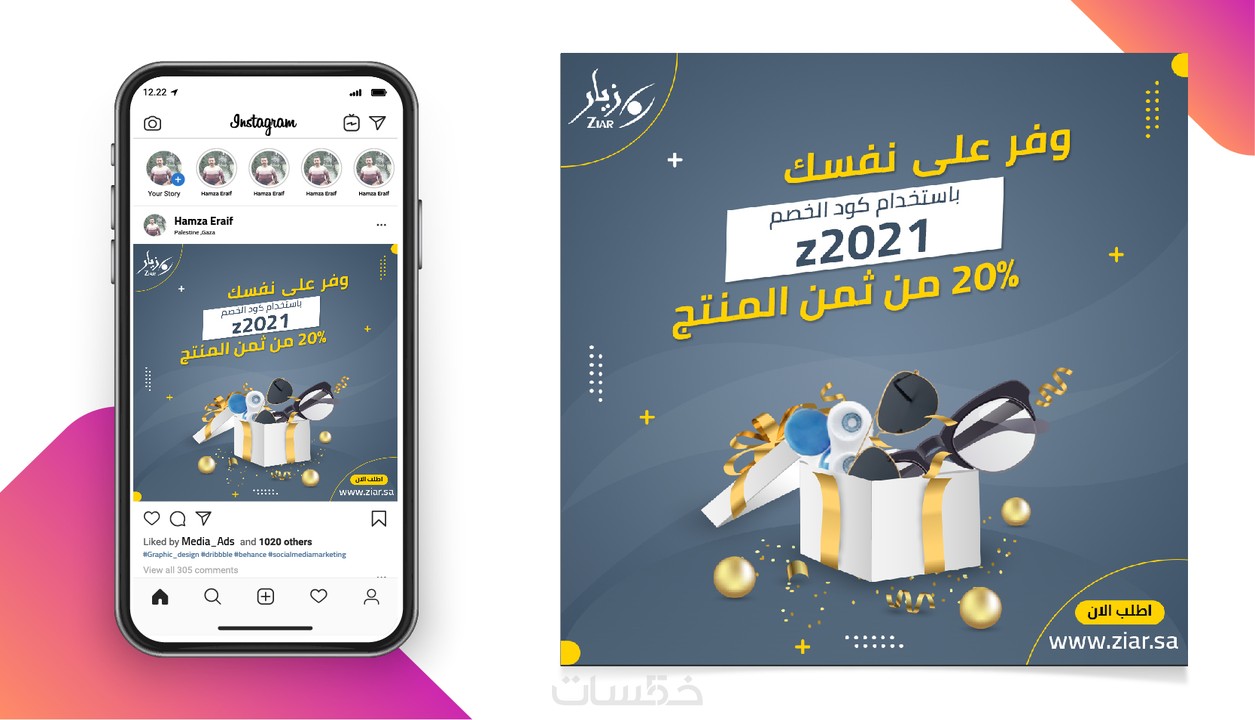 12.22
Instagram
Your Story
Hamza Eraif
Hamza Eraif
Hamza Eraif
Hamza Eraif
Hamza Eraif
Palestine ,Gaza
زيار
ZIAR
وفر على نفسك
باستخدام كود الخصم
z2021
20% من ثمن المنتج
اطلب الان
www.ziar.sa
Liked by Media_Ads and 1020 others
#Graphic_design #dribbble #behance #socialmediamarketing
View all 305 comments
زيار
ZIAR
وفر على نفسك
باستخدام كود الخصم
z2021
20% من ثمن المنتج
اطلب الان
www.ziar.sa
خمسات